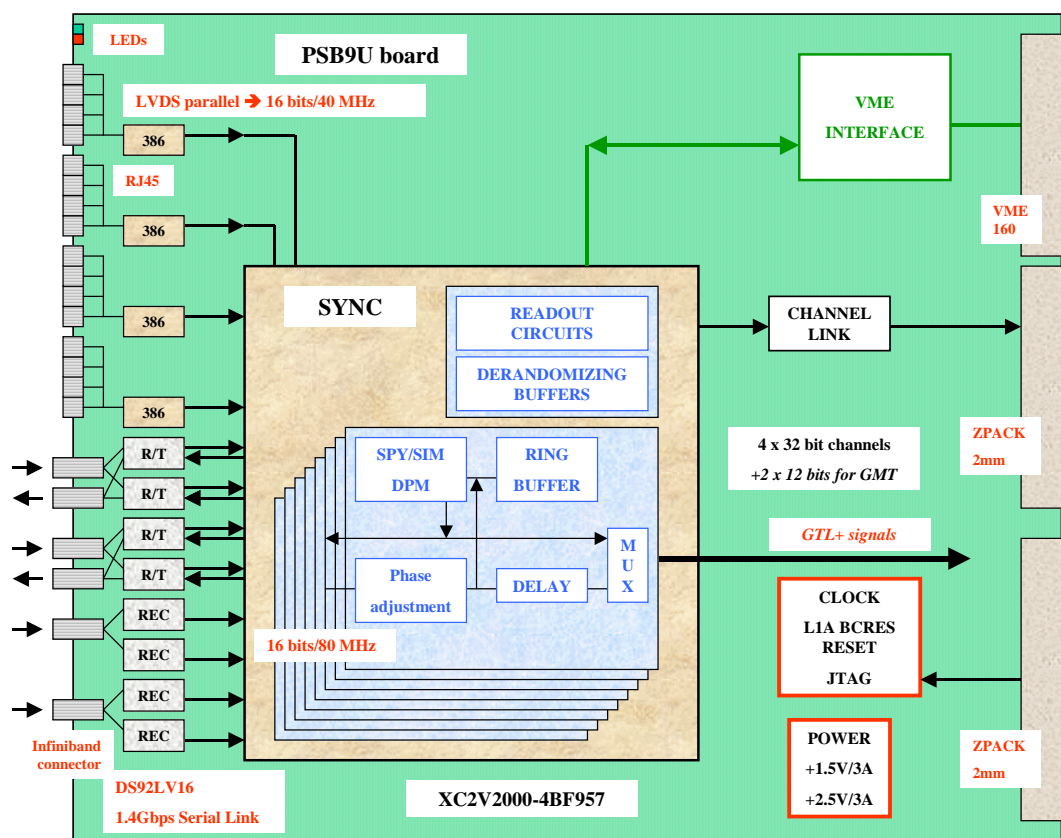 LEDs
PSB9U board
LVDS parallel ➔ 16 bits/40 MHz
386
RJ45
386
386
386
VME
INTERFACE
VME
160
SYNC
READOUT
CIRCUITS
DERANDOMIZING
BUFFERS
CHANNEL
LINK
R/T
R/T
R/T
R/T
REC
REC
REC
REC
SPY/SIM
DPM
RING
BUFFER
Phase
adjustment
DELAY
M
U
X
16 bits/80 MHz
4 x 32 bit channels
+2 x 12 bits for GMT
ZPACK
2mm
GTL+ signals
CLOCK
L1A BCRES
RESET
JTAG
POWER
+1.5V/3A
+2.5V/3A
ZPACK
2mm
Infiniband
connector
DS92LV16
1.4Gbps Serial Link
XC2V2000-4BF957